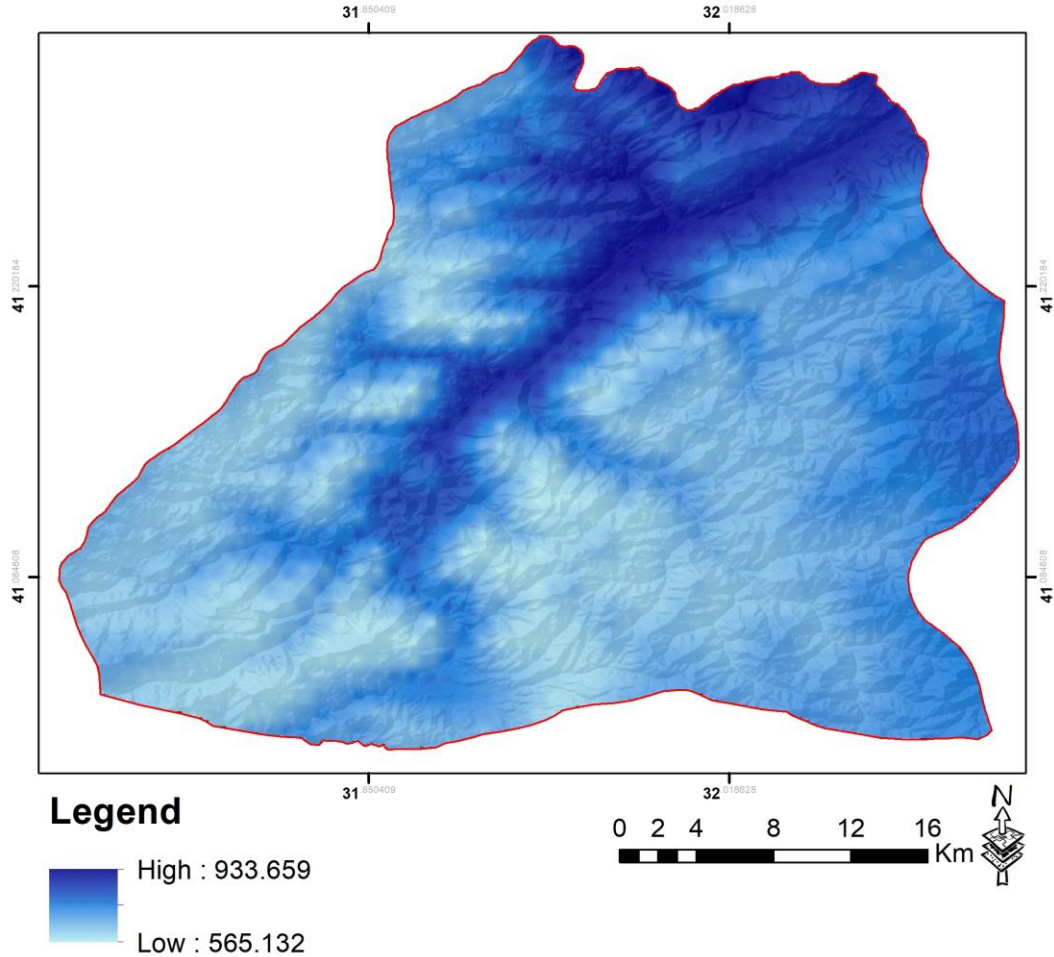 31.850409 32.018628
41.220184 41.220184
41.084608 41.084608
31.850409 32.018628
Legend
High : 933.659
Low : 565.132
0 2 4 8 12 16
Km
N